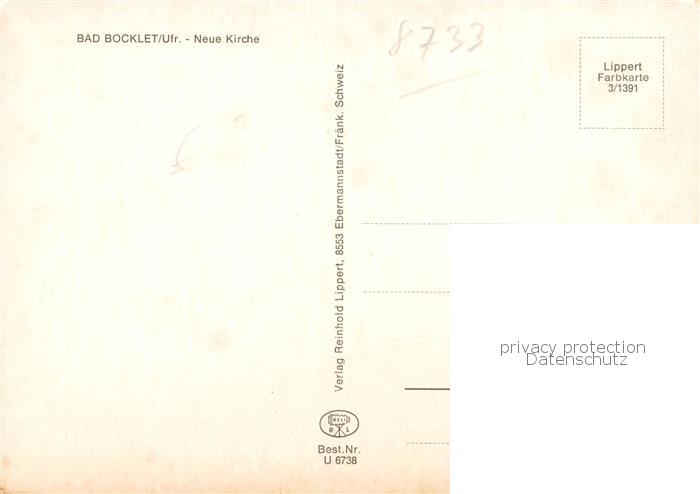 BAD BOCKLET/Ufr. - Neue Kirche
8733
Lippert
Farbkarte
3/1391
Verlag Reinhold Lippert, 8553 Ebermannstadt/Fränk. Schweiz
privacy protection
Datenschutz
R L
Best.Nr.
U 6738